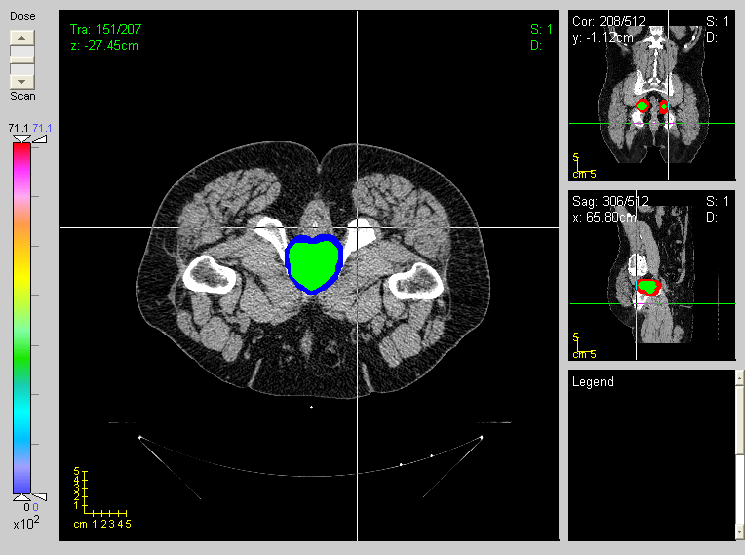 Dose
Scan
71.1 71.1
0 0
x10²
Tra: 151/207
z: -27.45cm
S: 1
D:
5
4
3
2
1
cm 1 2 3 4 5
Cor: 208/512
y: -1.12cm
S: 1
D:
5
cm 5
Sag: 306/512
x: 65.80cm
S: 1
D:
5
cm 5
Legend